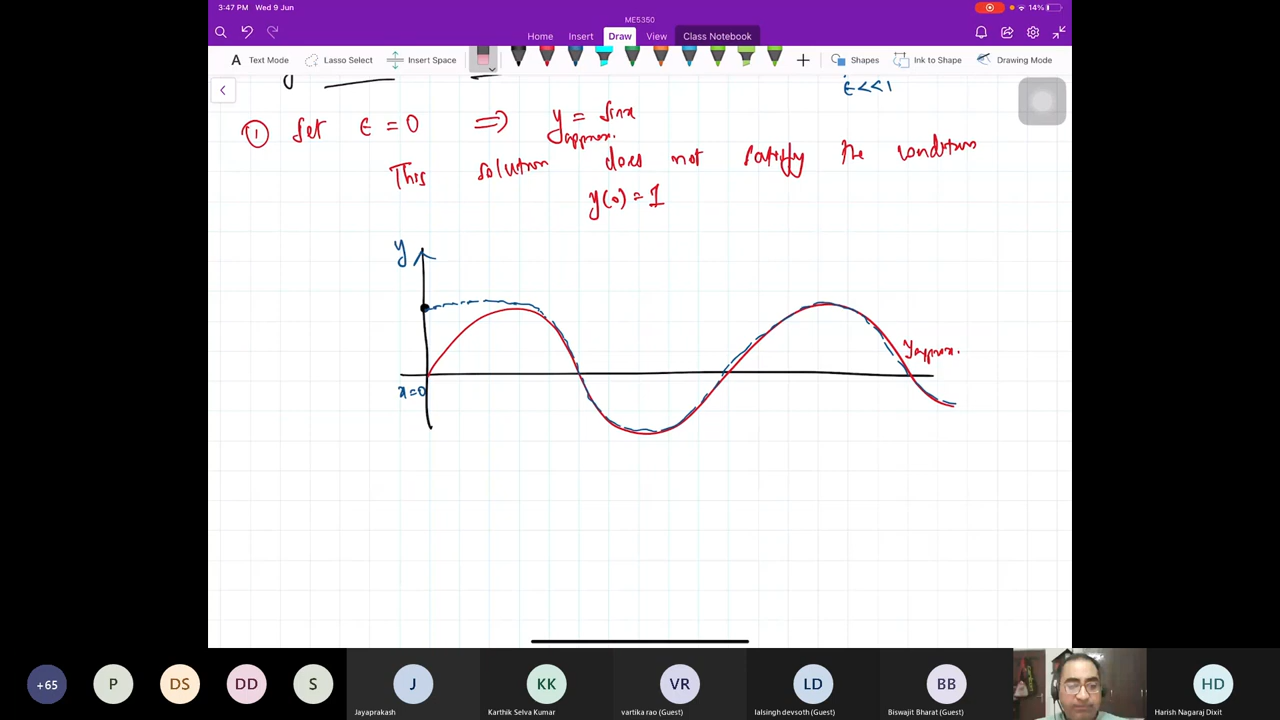 3:47 PM Wed 9 Jun
14%
ME5350
Home Insert Draw View Class Notebook
Text Mode Lasso Select Insert Space Shapes Ink to Shape Drawing Mode
ε<<1
① Set ε = 0 ⟹ y approx. = sinx
This solution does not satisfy the condition
y(0) = 1
y
y approx.
x=0
+65 P DS DD S J KK VR LD BB HD
Jayaprakash Karthik Selva Kumar vartika rao (Guest) lalsingh devsoth (Guest) Biswajit Bharat (Guest) Harish Nagaraj Dixit